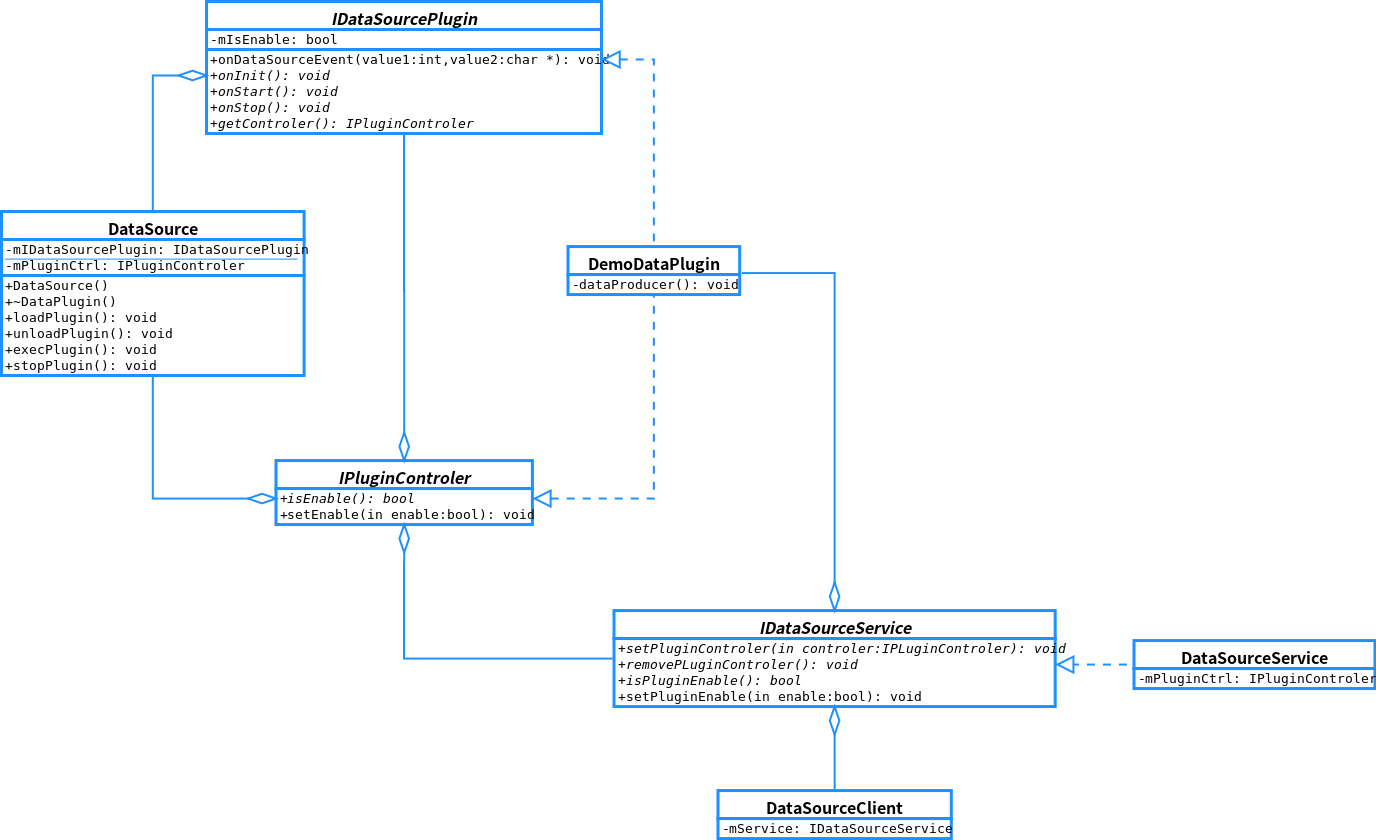 IDataSourcePlugin
-mIsEnable: bool
+onDataSourceEvent(value1:int,value2:char *): void
+onInit(): void
+onStart(): void
+onStop(): void
+getControler(): IPluginControler
DataSource
-mIDataSourcePlugin: IDataSourcePlugin
-mPluginCtrl: IPluginControler
+DataSource()
+~DataPlugin()
+loadPlugin(): void
+unloadPlugin(): void
+execPlugin(): void
+stopPlugin(): void
DemoDataPlugin
-dataProducer(): void
IPluginControler
+isEnable(): bool
+setEnable(in enable:bool): void
IDataSourceService
+setPluginControler(in controler:IPLuginControler): void
+removePLuginControler(): void
+isPluginEnable(): bool
+setPluginEnable(in enable:bool): void
DataSourceService
-mPluginCtrl: IPluginControler
DataSourceClient
-mService: IDataSourceService